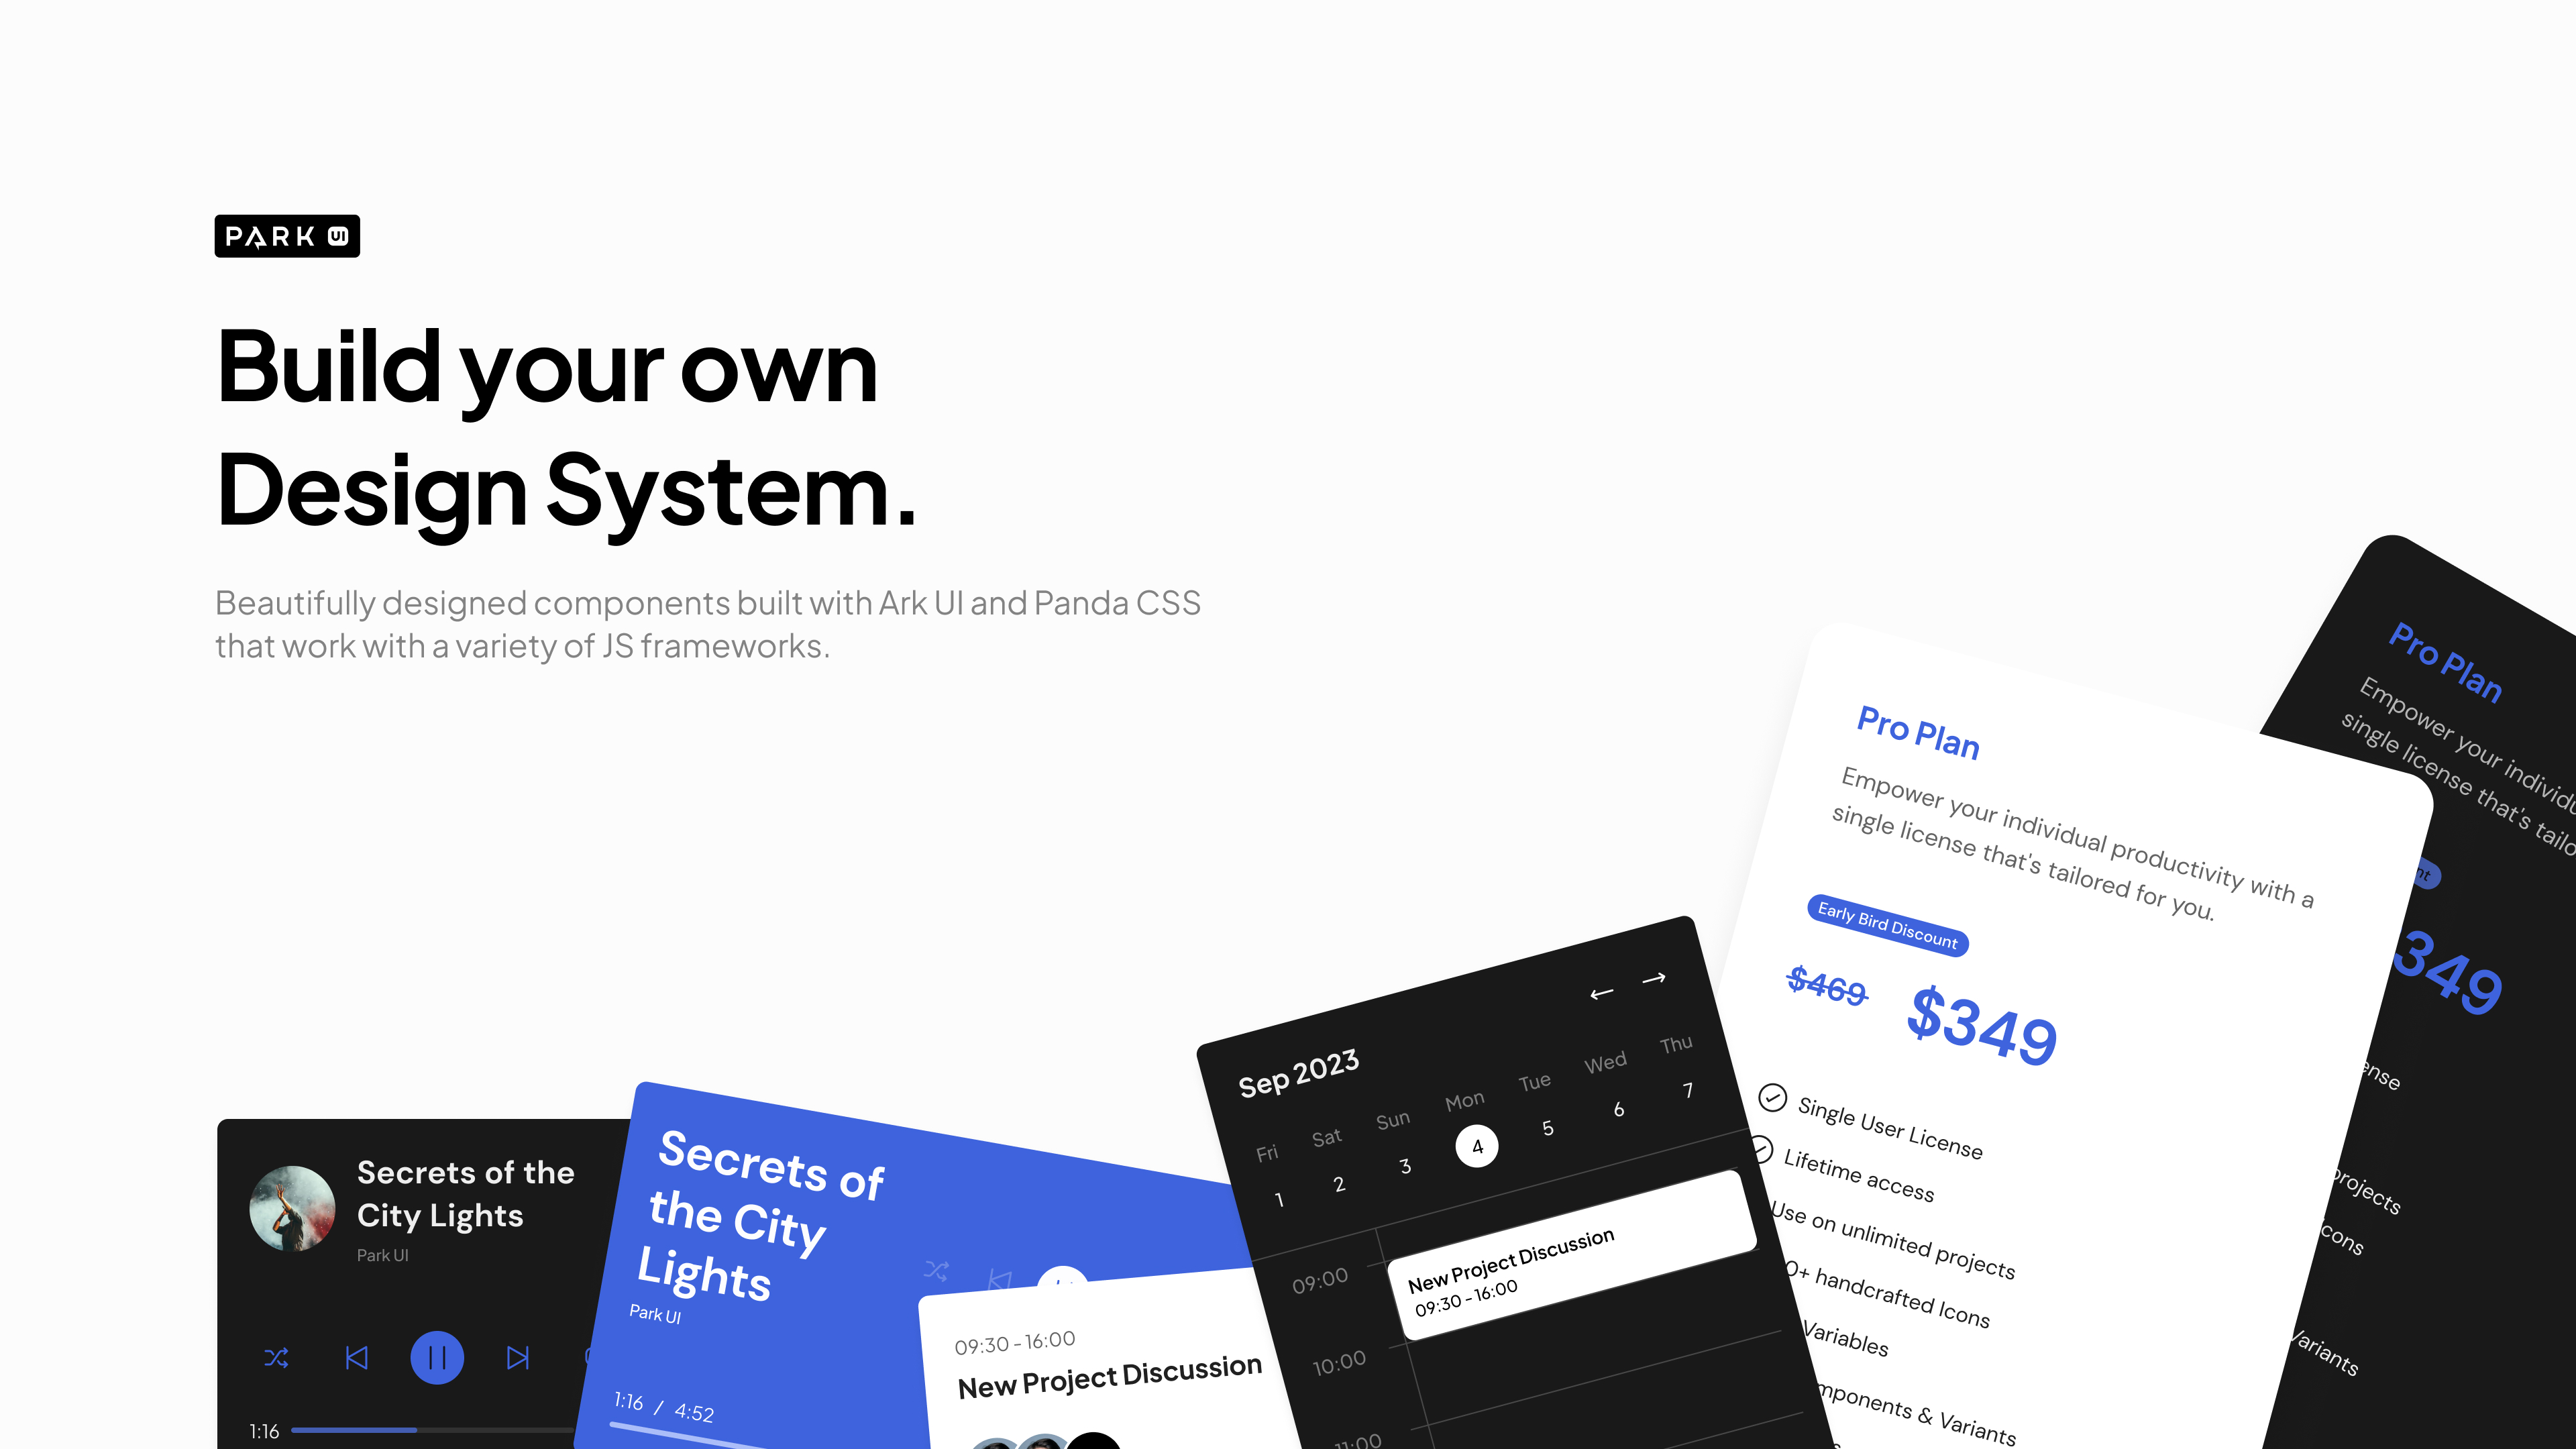 PARK UI
Build your own
Design System.
Beautifully designed components built with Ark UI and Panda CSS
that work with a variety of JS frameworks.
Secrets of the
City Lights
Park UI
1:16
Secrets of
the City
Lights
Park UI
1:16 / 4:52
09:30 - 16:00
New Project Discussion
Sep 2023
Fri Sat Sun Mon Tue Wed Thu
1 2 3 4 5 6 7
09:00
New Project Discussion
09:30 - 16:00
10:00
11:00
Pro Plan
Empower your individual productivity with a
single license that's tailored for you.
Early Bird Discount
$469 $349
Single User License
Lifetime access
Use on unlimited projects
0+ handcrafted Icons
Variables
mponents & Variants
Pro Plan
Empower your individu
single license that's tailo
nt
349
ense
projects
cons
Variants